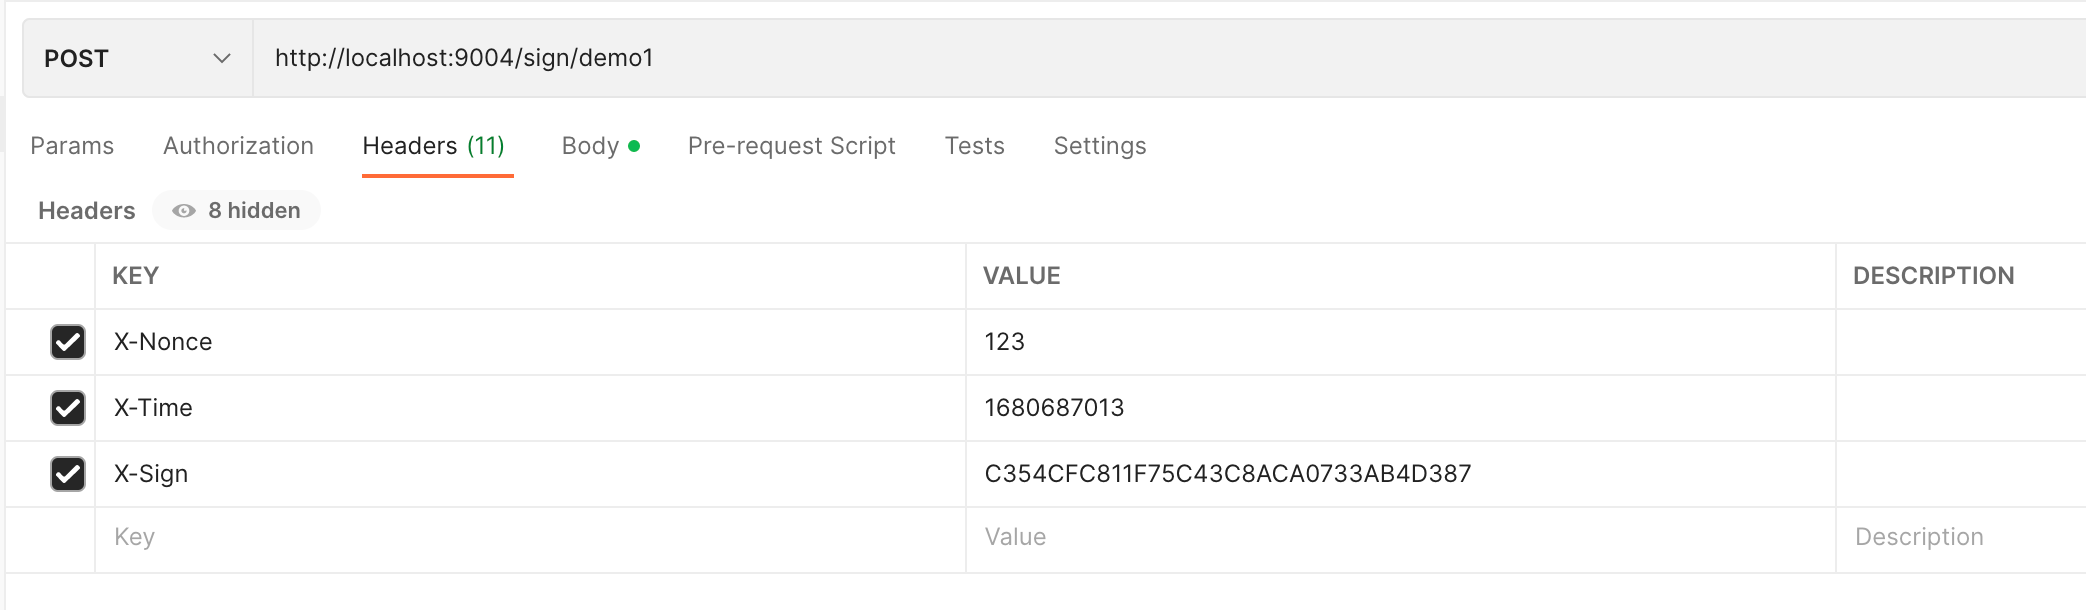 POST http://localhost:9004/sign/demo1
Params Authorization Headers (11) Body Pre-request Script Tests Settings
Headers 8 hidden
KEY VALUE DESCRIPTION
X-Nonce 123
X-Time 1680687013
X-Sign C354CFC811F75C43C8ACA0733AB4D387
Key Value Description